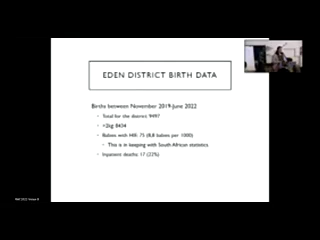 EDEN DISTRICT BIRTH DATA
Births between November 2019-June 2022
Total for the district: 9497
<2kg 8434
Babies with HIE: 75 (8,8 babies per 1000)
This is in keeping with South African statistics
Inpatient deaths: 17 (22%)